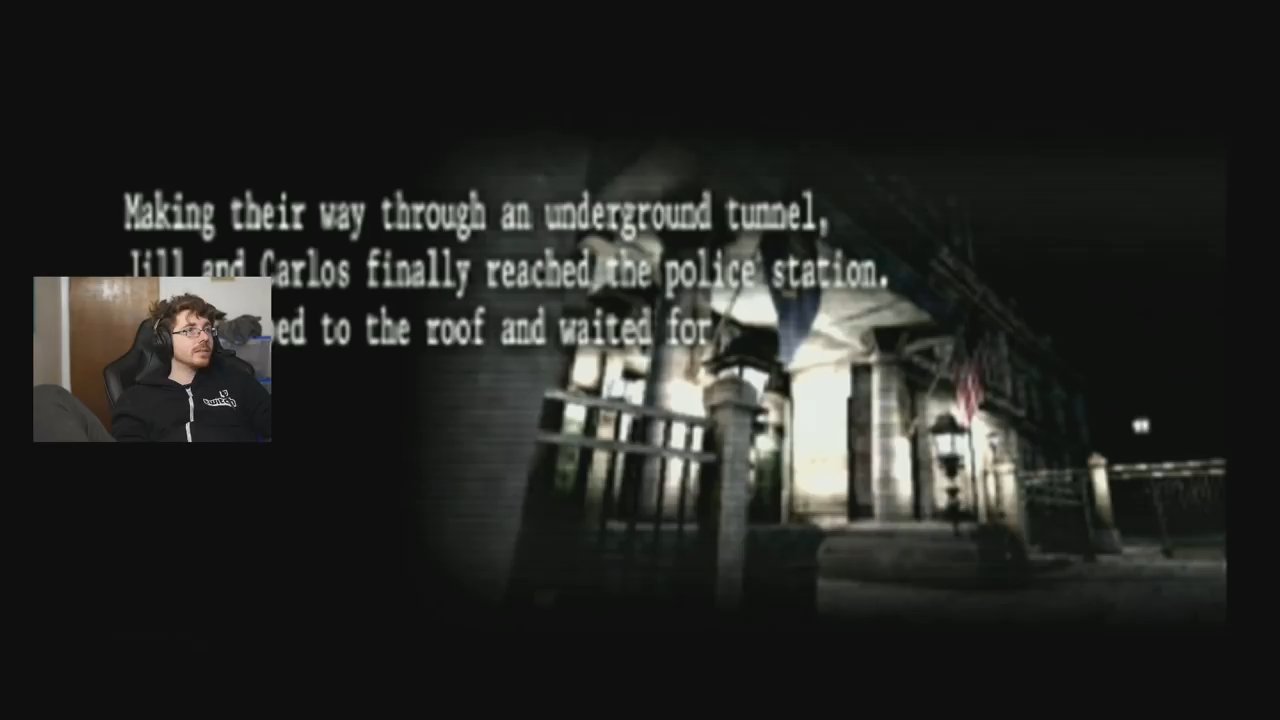 Making their way through an underground tunnel,
Jill and Carlos finally reached the police station.
to the roof and waited for